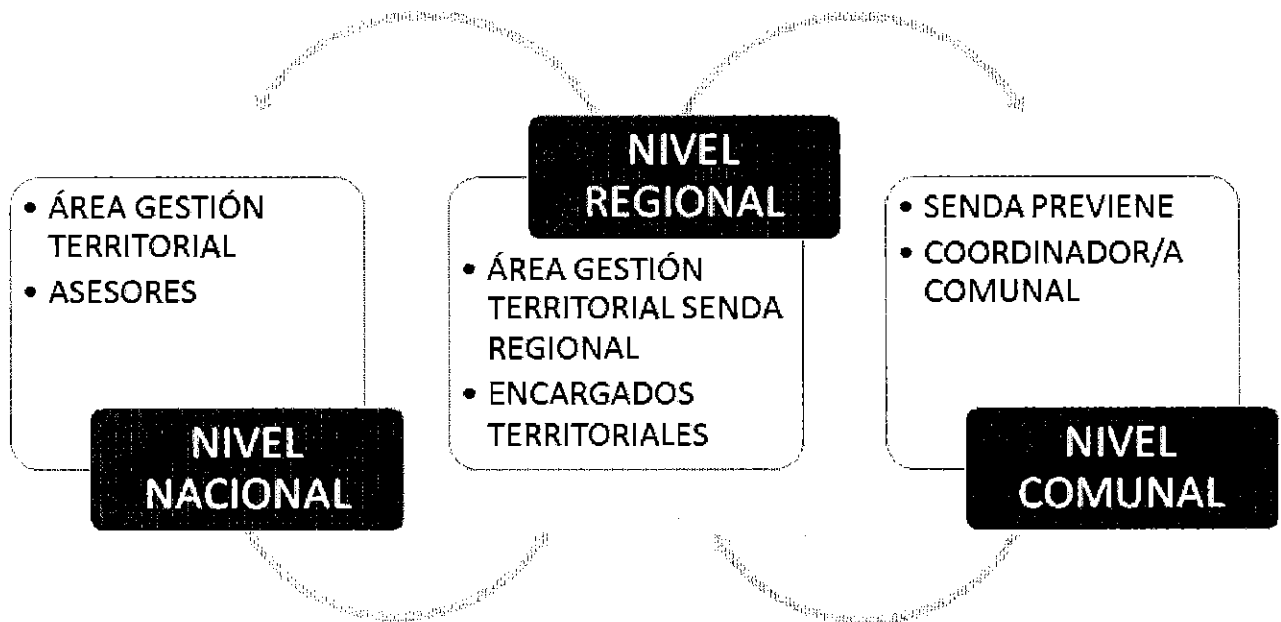 • ÁREA GESTIÓN
TERRITORIAL
• ASESORES
NIVEL
NACIONAL
NIVEL
REGIONAL
• ÁREA GESTIÓN
TERRITORIAL SENDA
REGIONAL
• ENCARGADOS
TERRITORIALES
• SENDA PREVIENE
• COORDINADOR/A
COMUNAL
NIVEL
COMUNAL